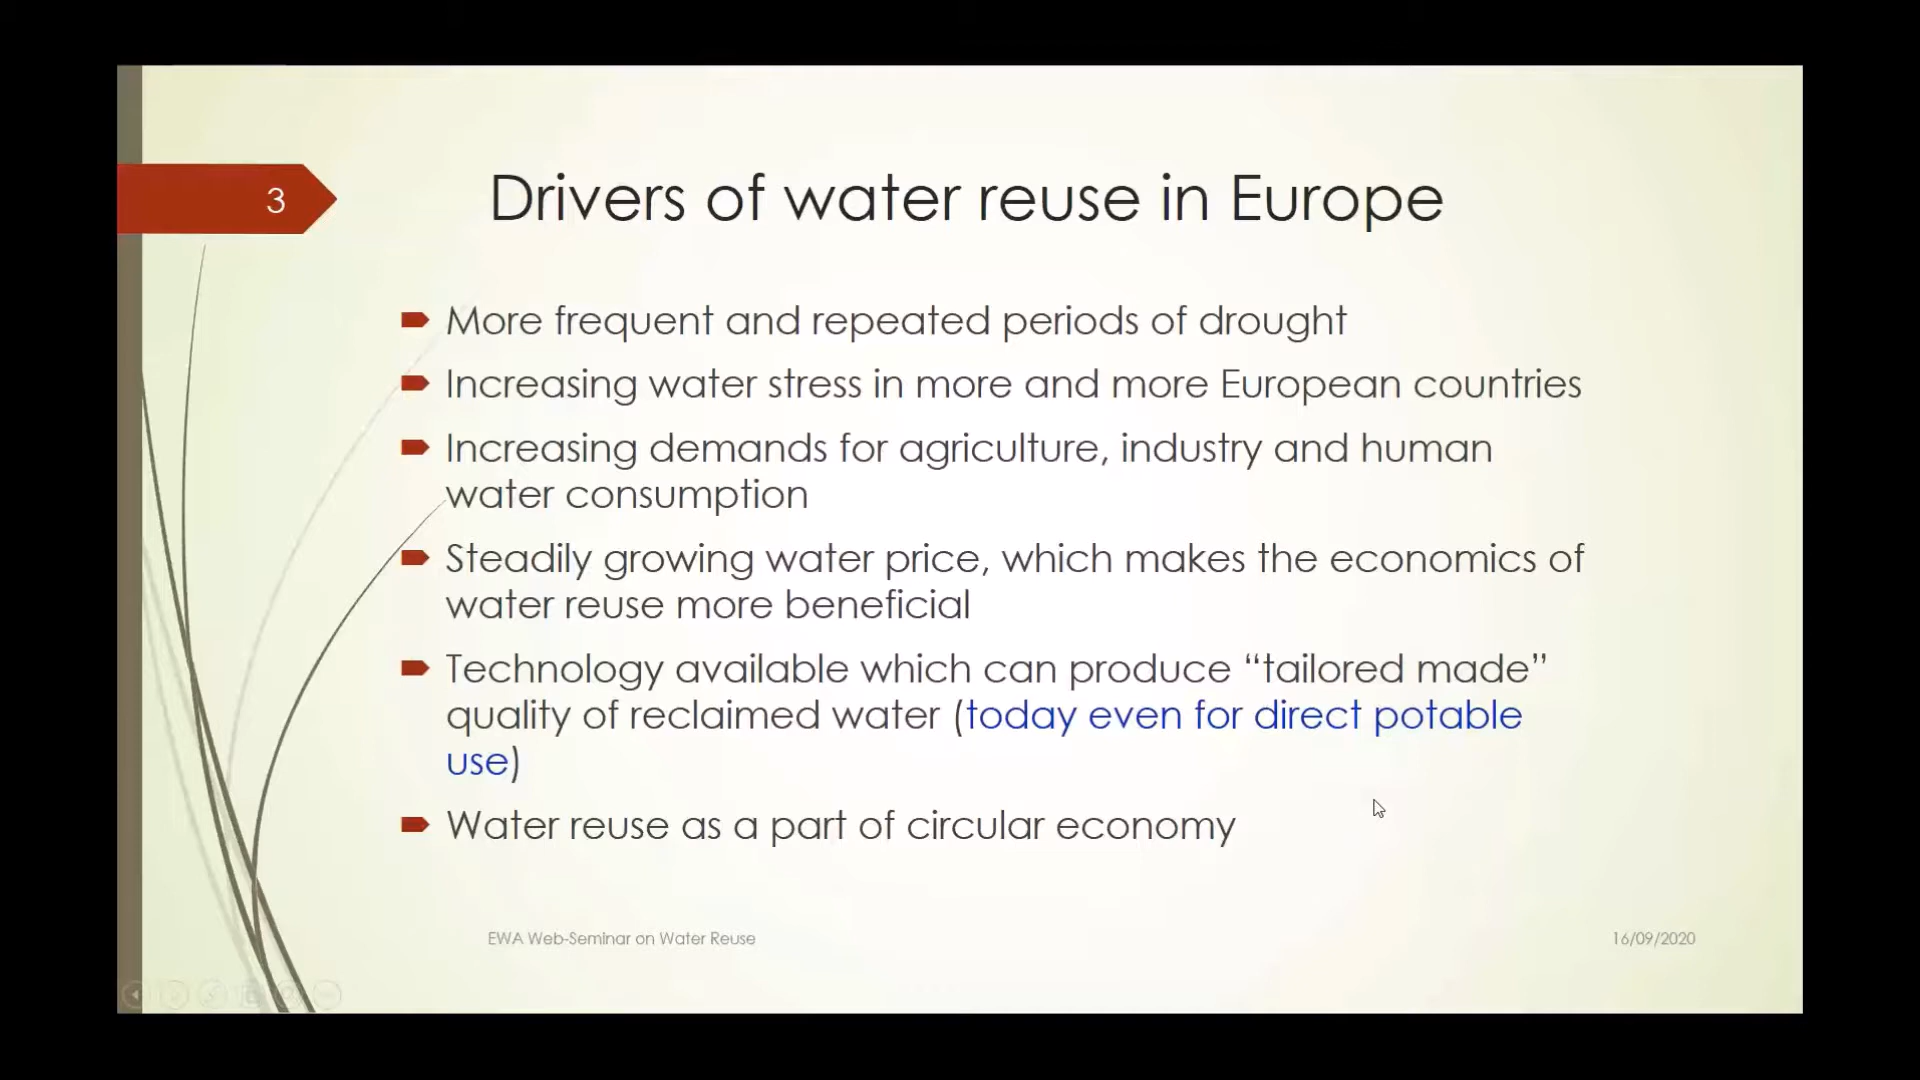 3
Drivers of water reuse in Europe
More frequent and repeated periods of drought
Increasing water stress in more and more European countries
Increasing demands for agriculture, industry and human
water consumption
Steadily growing water price, which makes the economics of
water reuse more beneficial
Technology available which can produce “tailored made”
quality of reclaimed water (today even for direct potable
use)
Water reuse as a part of circular economy
EWA Web-Seminar on Water Reuse
16/09/2020